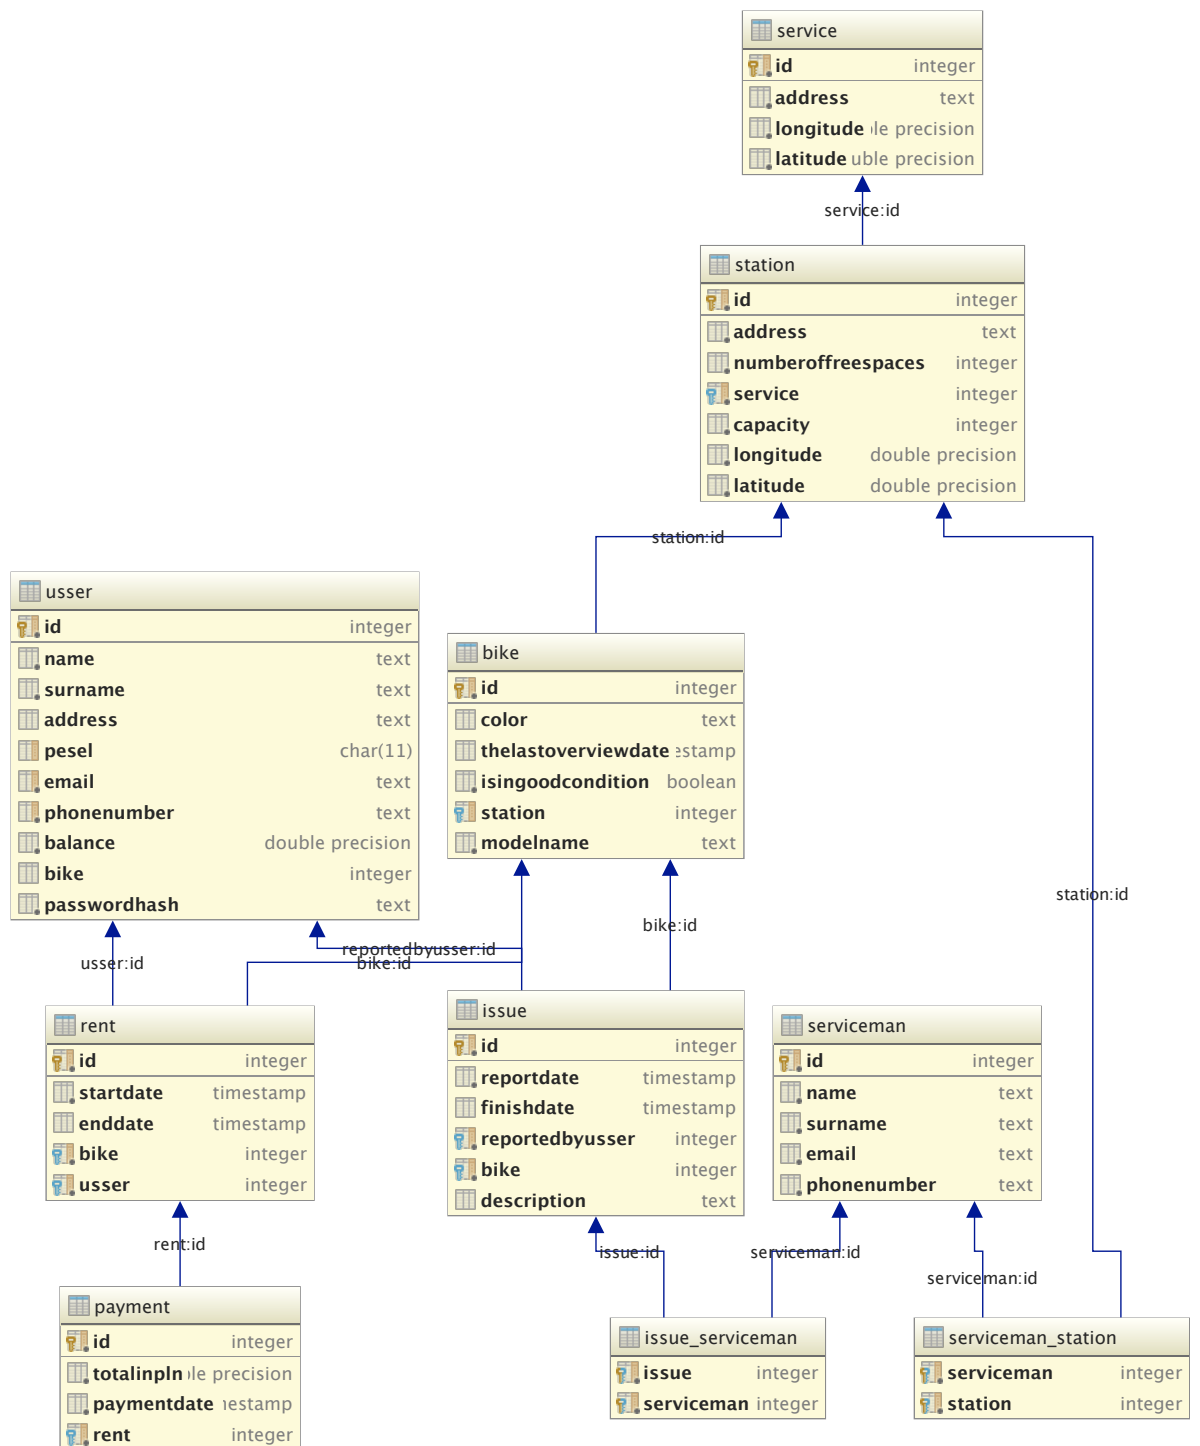 service
id integer
address text
longitude le precision
latitude uble precision
service:id
station
id integer
address text
numberoffreespaces integer
service integer
capacity integer
longitude double precision
latitude double precision
station:id
usser
id integer
name text
surname text
address text
pesel char(11)
email text
phonenumber text
balance double precision
bike integer
passwordhash text
bike
id integer
color text
thelastoverviewdate estamp
isingoodcondition boolean
station integer
modelname text
station:id
bike:id
reportedbyusser:id
bike:id
usser:id
rent
id integer
startdate timestamp
enddate timestamp
bike integer
usser integer
issue
id integer
reportdate timestamp
finishdate timestamp
reportedbyusser integer
bike integer
description text
serviceman
id integer
name text
surname text
email text
phonenumber text
rent:id
issue:id
serviceman:id
serviceman:id
payment
id integer
totalinpln le precision
paymentdate estamp
rent integer
issue_serviceman
issue integer
serviceman integer
serviceman_station
serviceman integer
station integer